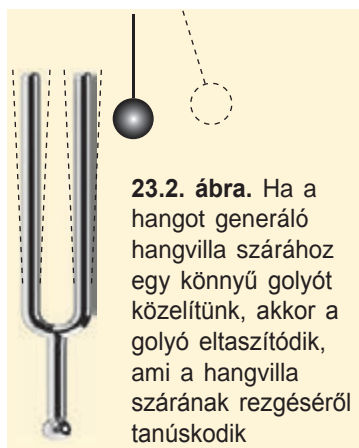 23.2. ábra. Ha a
hangot generáló
hangvilla szárához
egy könnyű golyót
közelítünk, akkor a
golyó eltaszítódik,
ami a hangvilla
szárának rezgéséről
tanúskodik